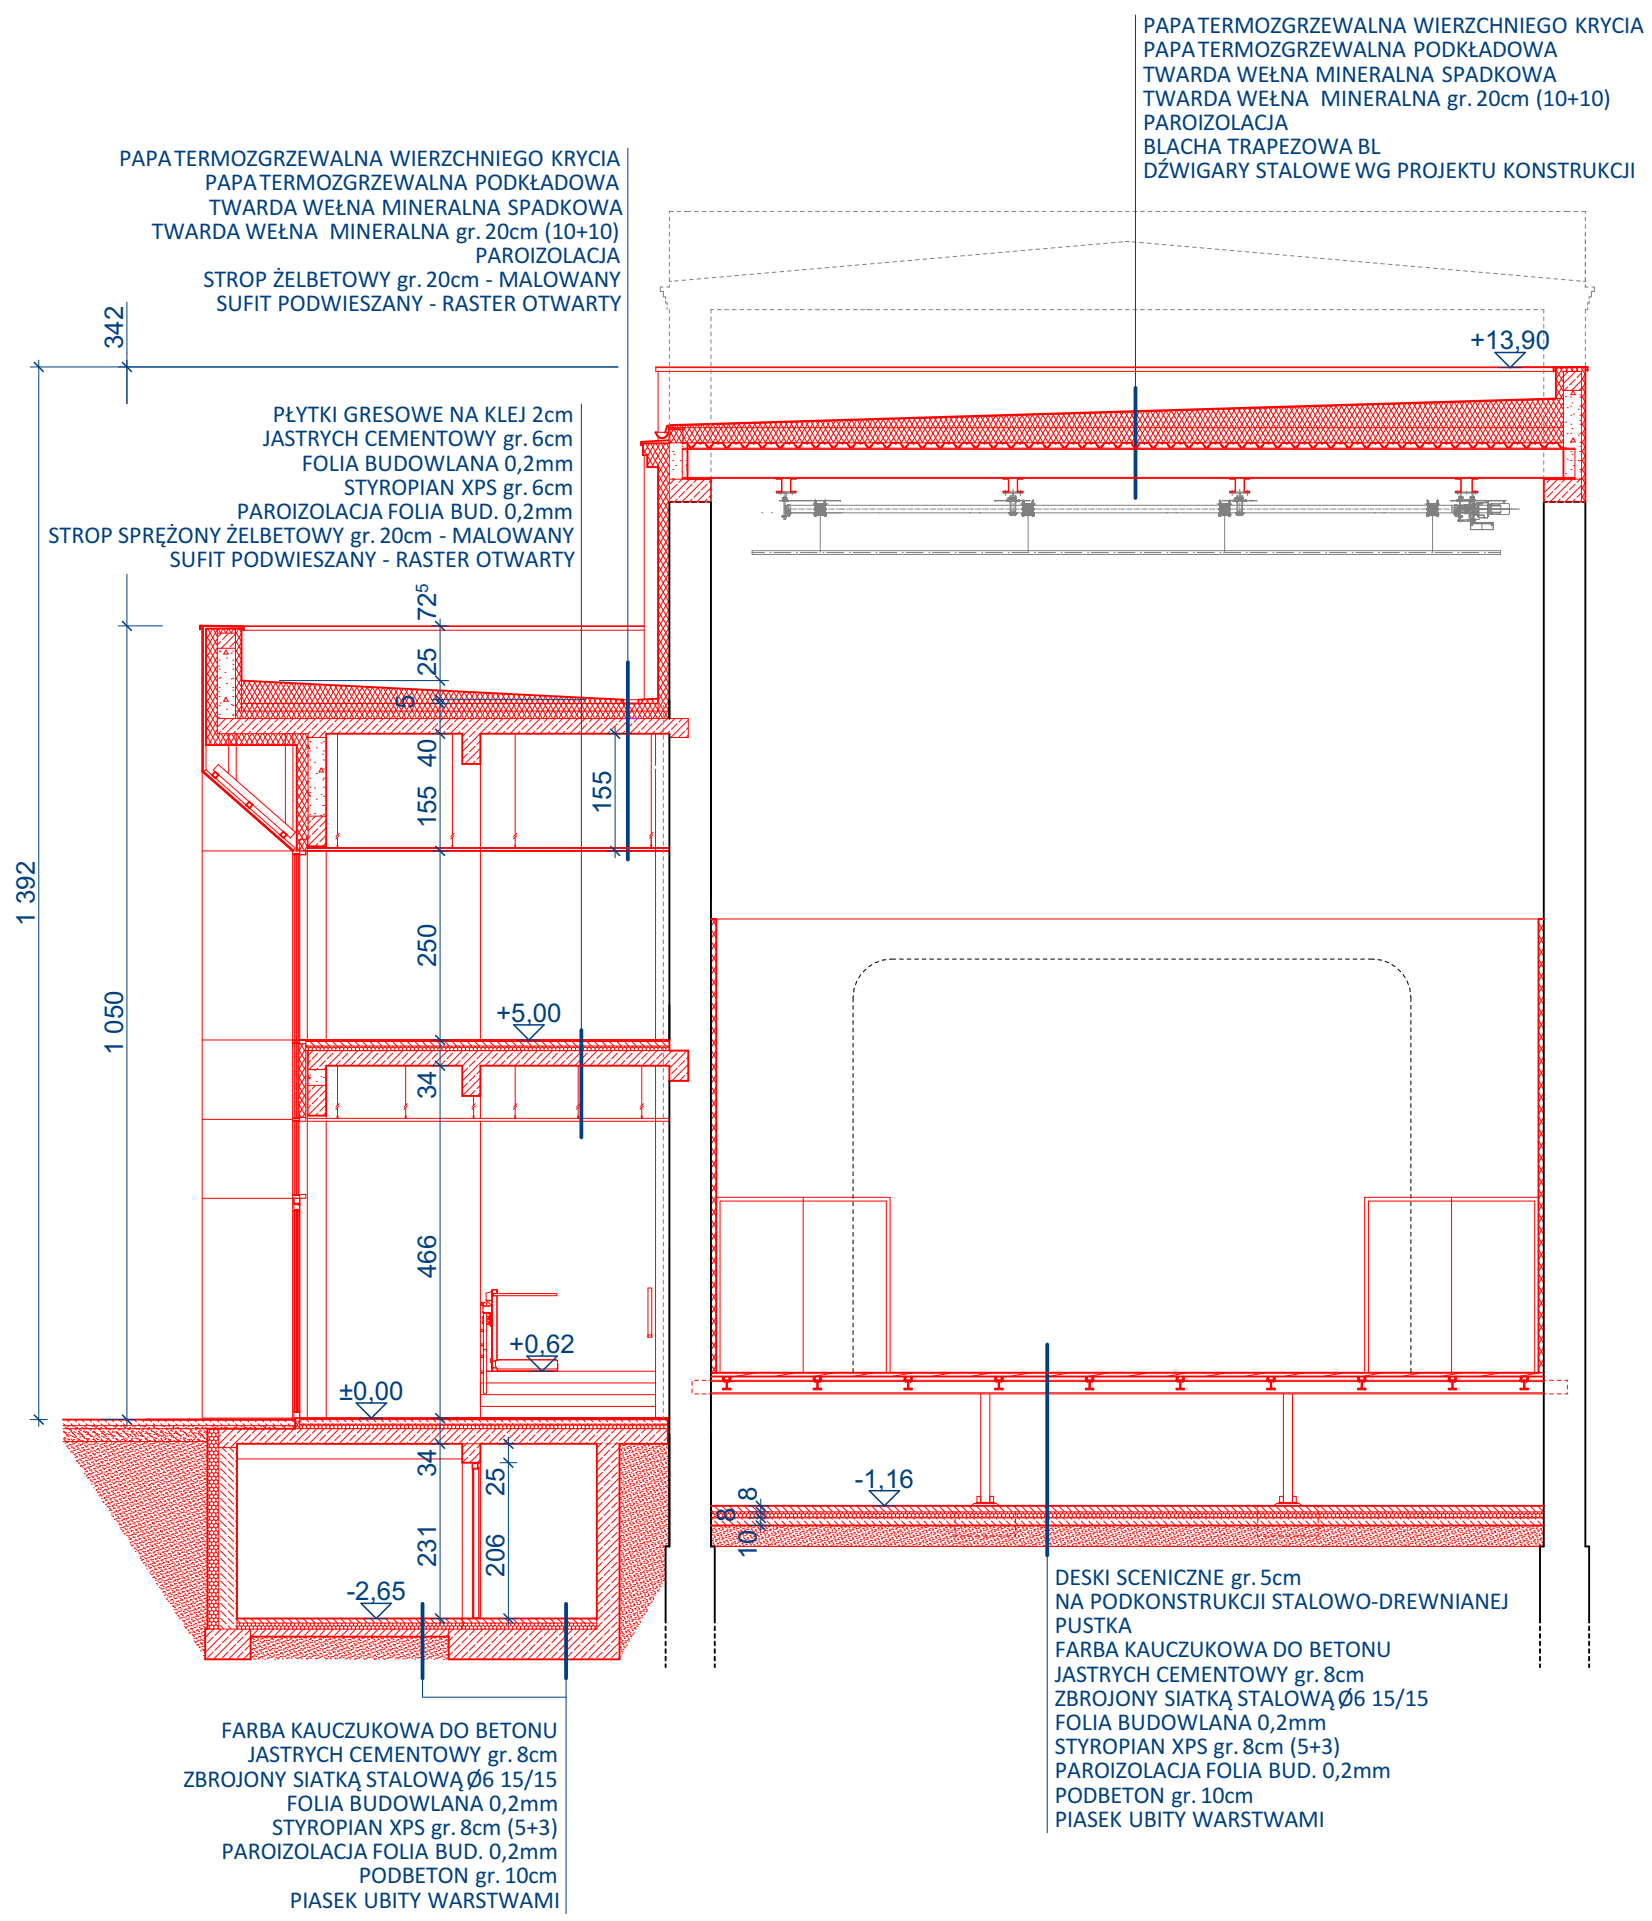 PAPA TERMOZGRZEWALNA WIERZCHNIEGO KRYCIA
PAPA TERMOZGRZEWALNA PODKŁADOWA
TWARDA WEŁNA MINERALNA SPADKOWA
TWARDA WEŁNA MINERALNA gr. 20cm (10+10)
PAROIZOLACJA
BLACHA TRAPEZOWA BL
DŹWIGARY STALOWE WG PROJEKTU KONSTRUKCJI
PAPA TERMOZGRZEWALNA WIERZCHNIEGO KRYCIA
PAPA TERMOZGRZEWALNA PODKŁADOWA
TWARDA WEŁNA MINERALNA SPADKOWA
TWARDA WEŁNA MINERALNA gr. 20cm (10+10)
PAROIZOLACJA
STROP ŻELBETOWY gr. 20cm - MALOWANY
SUFIT PODWIESZANY - RASTER OTWARTY
342
+13,90
PŁYTKI GRESOWE NA KLEJ 2cm
JASTRYCH CEMENTOWY gr. 6cm
FOLIA BUDOWLANA 0,2mm
STYROPIAN XPS gr. 6cm
PAROIZOLACJA FOLIA BUD. 0,2mm
STROP SPRĘŻONY ŻELBETOWY gr. 20cm - MALOWANY
SUFIT PODWIESZANY - RASTER OTWARTY
72⁵
25
5
40
155
155
1 392
250
1 050
+5,00
34
466
+0,62
±0,00
34
25
-1,16
8
8
10
231
206
-2,65
DESKI SCENICZNE gr. 5cm
NA PODKONSTRUKCJI STALOWO-DREWNIANEJ
PUSTKA
FARBA KAUCZUKOWA DO BETONU
JASTRYCH CEMENTOWY gr. 8cm
ZBROJONY SIATKĄ STALOWĄ Ø6 15/15
FOLIA BUDOWLANA 0,2mm
STYROPIAN XPS gr. 8cm (5+3)
PAROIZOLACJA FOLIA BUD. 0,2mm
PODBETON gr. 10cm
PIASEK UBITY WARSTWAMI
FARBA KAUCZUKOWA DO BETONU
JASTRYCH CEMENTOWY gr. 8cm
ZBROJONY SIATKĄ STALOWĄ Ø6 15/15
FOLIA BUDOWLANA 0,2mm
STYROPIAN XPS gr. 8cm (5+3)
PAROIZOLACJA FOLIA BUD. 0,2mm
PODBETON gr. 10cm
PIASEK UBITY WARSTWAMI